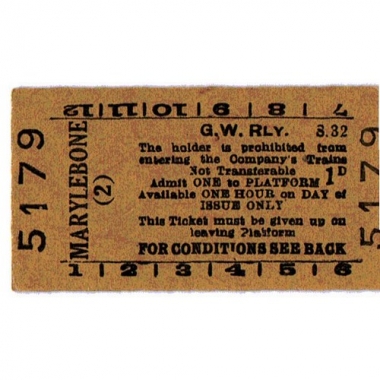 12|11|10|9|8|7
5179
MARYLEBONE
(2)
G.W. RLY. S.32
The holder is prohibited from
entering the Company's Trains
Not Transferable
Admit ONE to PLATFORM 1D
Available ONE HOUR on DAY of
ISSUE ONLY
This Ticket must be given up on
leaving Platform
FOR CONDITIONS SEE BACK
5179
1|2|3|4|5|6